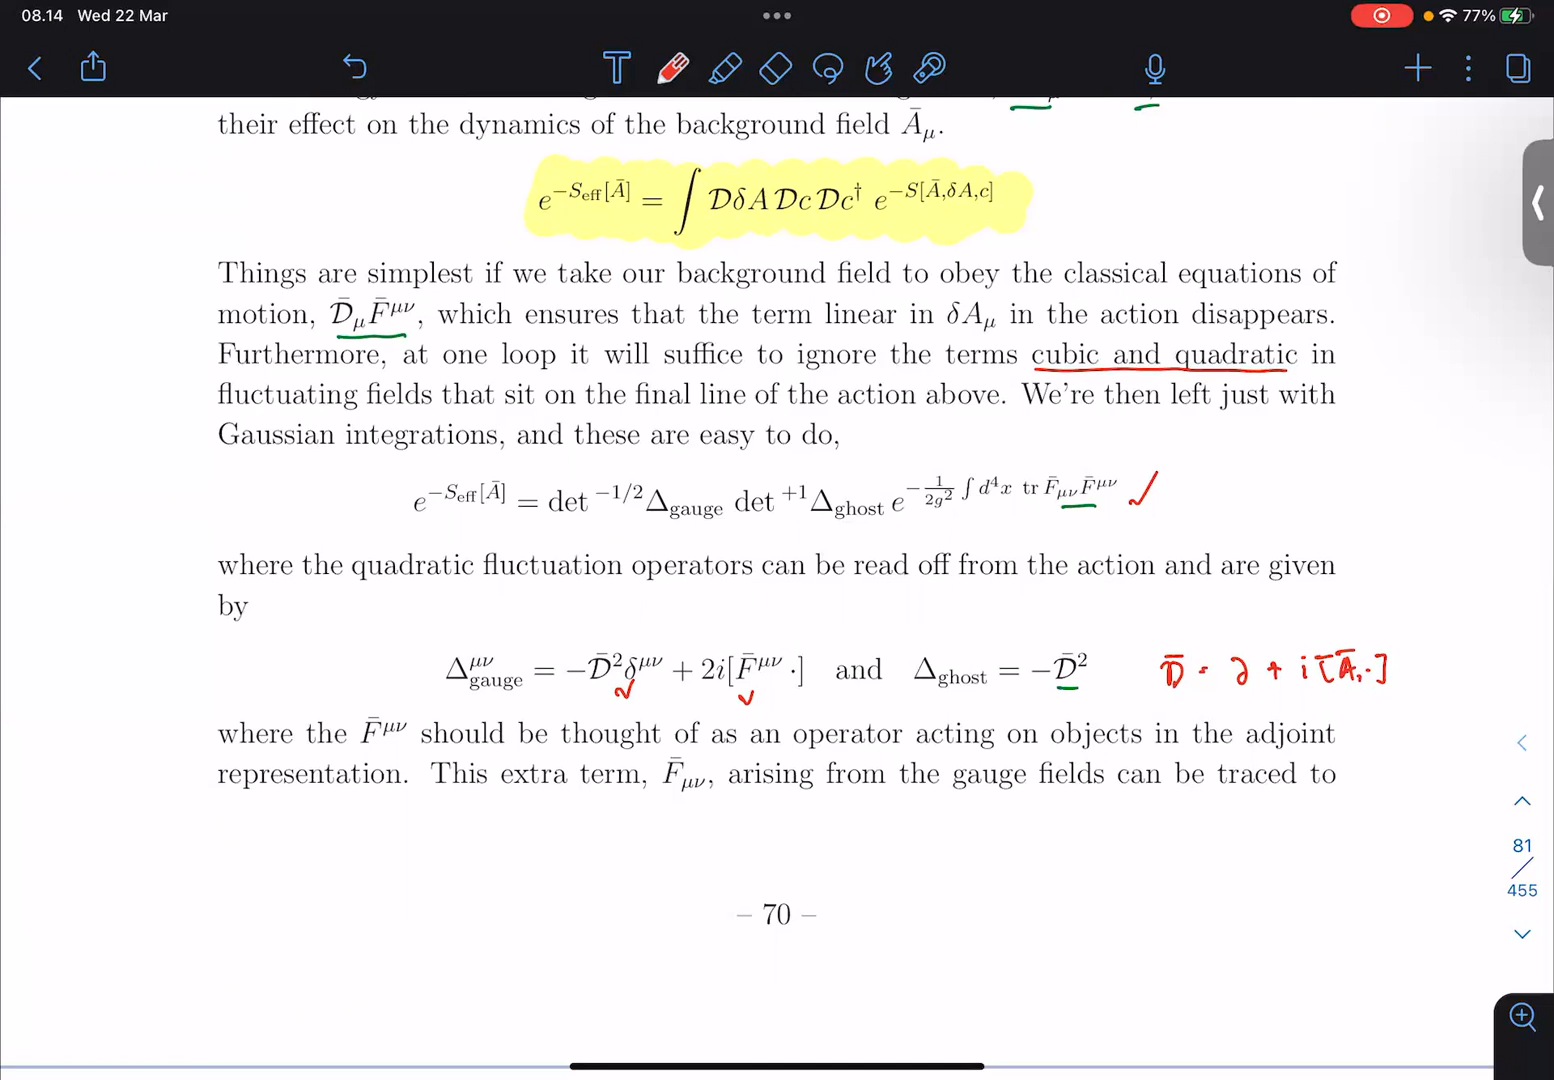 08.14 Wed 22 Mar
77%
their effect on the dynamics of the background field Ā_μ.
e^{-S_eff[Ā]} = ∫ 𝒟δA 𝒟c 𝒟c† e^{-S[Ā,δA,c]}
Things are simplest if we take our background field to obey the classical equations of
motion, 𝒟̄_μF̄^{μν}, which ensures that the term linear in δA_μ in the action disappears.
Furthermore, at one loop it will suffice to ignore the terms cubic and quadratic in
fluctuating fields that sit on the final line of the action above. We're then left just with
Gaussian integrations, and these are easy to do,
e^{-S_eff[Ā]} = det^{-1/2}Δ_gauge det^{+1}Δ_ghost e^{-\frac{1}{2g²} ∫ d⁴x tr F̄_{μν}F̄^{μν}} ✓
where the quadratic fluctuation operators can be read off from the action and are given
by
Δ^{μν}_gauge = −𝒟̄²δ^{μν} + 2i[F̄^{μν} ·] and Δ_ghost = −𝒟̄² D̄ = ∂ + i[Ā, ·]
where the F̄^{μν} should be thought of as an operator acting on objects in the adjoint
representation. This extra term, F̄_{μν}, arising from the gauge fields can be traced to
– 70 –
81
455